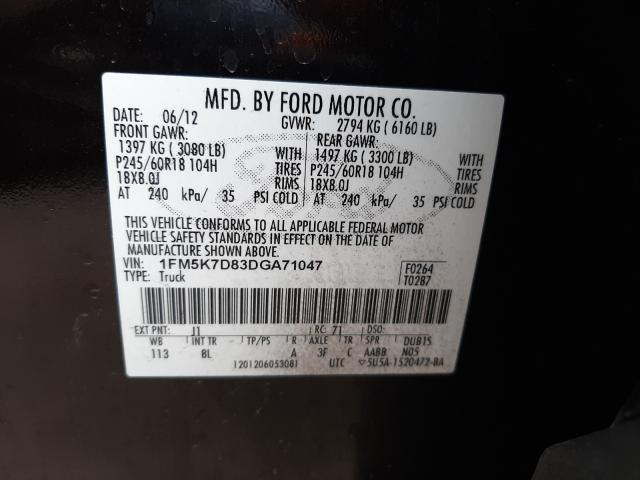 MFD. BY FORD MOTOR CO.
DATE: 06/12 GVWR: 2794 KG ( 6160 LB)
FRONT GAWR: REAR GAWR:
1397 KG ( 3080 LB) WITH 1497 KG ( 3300 LB) WITH
P245/60R18 104H TIRES P245/60R18 104H TIRES
18X8.0J RIMS 18X8.0J RIMS
AT 240 kPa/ 35 PSI COLD AT 240 kPa/ 35 PSI COLD
THIS VEHICLE CONFORMS TO ALL APPLICABLE FEDERAL MOTOR
VEHICLE SAFETY STANDARDS IN EFFECT ON THE DATE OF
MANUFACTURE SHOWN ABOVE.
VIN: 1FM5K7D83DGA71047 F0264
TYPE: Truck T0287
EXT PNT: J1 RC: 71 DSO:
WB INT TR TP/PS R AXLE TR SPR DUB15
113 8L A 3F C AABB N05
1201206053081 UTC 5U5A-1520472-BA